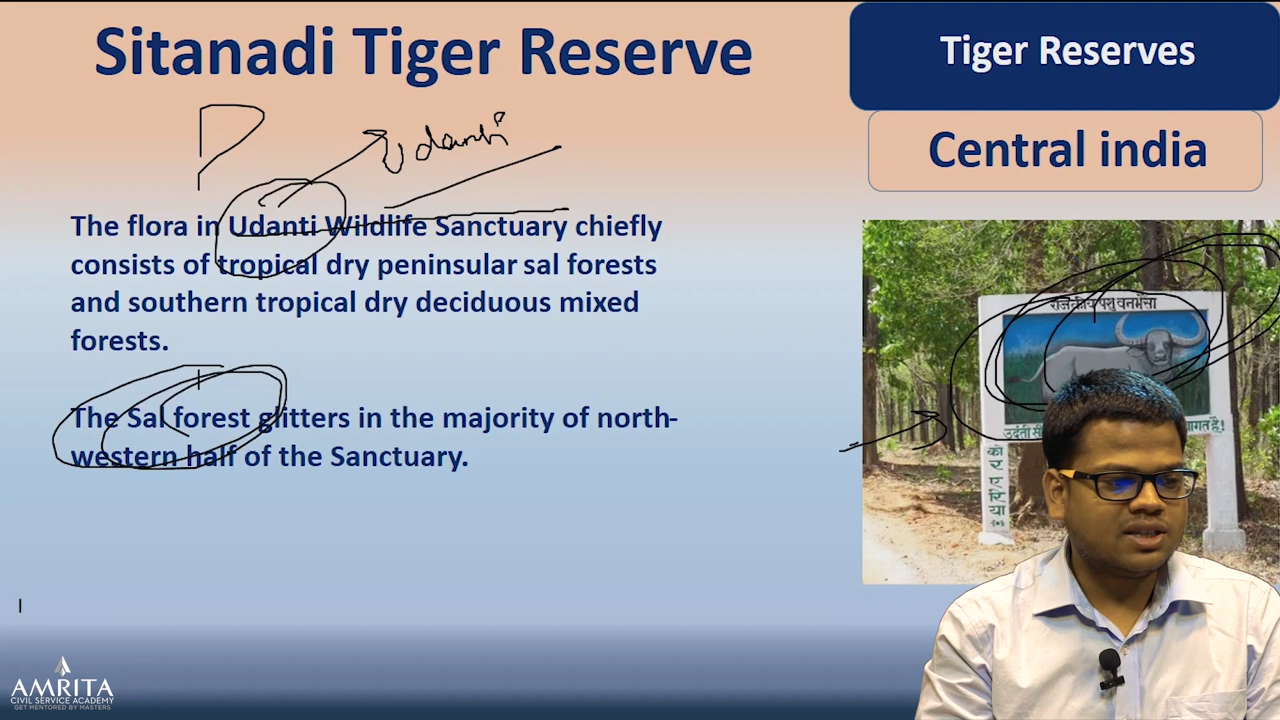 Sitanadi Tiger Reserve
Tiger Reserves
Central india
Udanti
The flora in Udanti Wildlife Sanctuary chiefly
consists of tropical dry peninsular sal forests
and southern tropical dry deciduous mixed
forests.
The Sal forest glitters in the majority of north-
western half of the Sanctuary.
राजकीय पशु वनभैंसा
उदंती
को
र
ए
रि
या
AMRITA
CIVIL SERVICE ACADEMY
GET MENTORED BY MASTERS